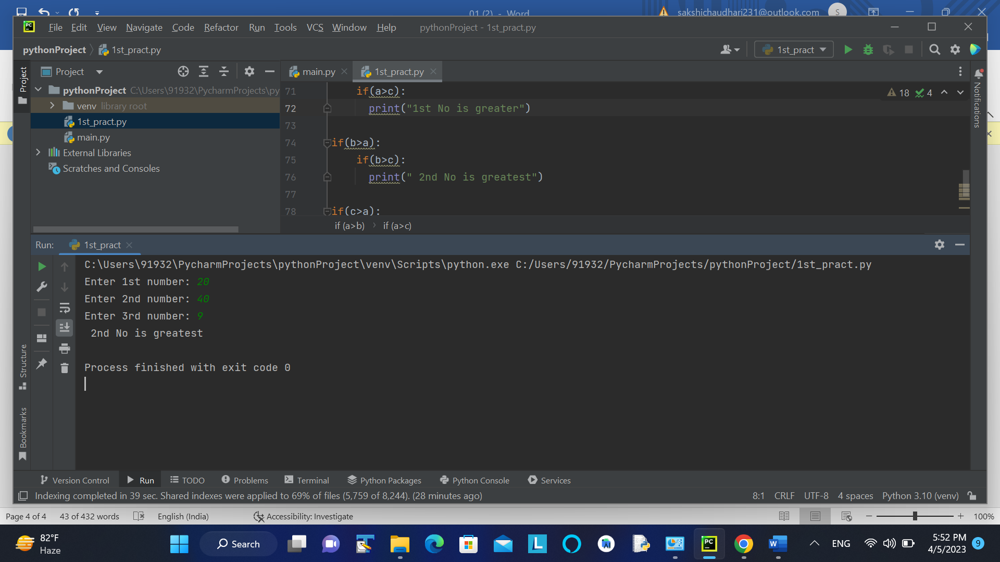 01 (2) - Word
sakshichaudhari231@outlook.com
S
PC
File Edit View Navigate Code Refactor Run Tools VCS Window Help
pythonProject - 1st_pract.py
pythonProject 1st_pract.py
1st_pract
Project
Project
main.py
1st_pract.py
Notifications
pythonProject C:\Users\91932\PycharmProjects\py
venv library root
1st_pract.py
main.py
External Libraries
Scratches and Consoles
18 4
71 if(a>c):
72 print("1st No is greater")
73
74 if(b>a):
75 if(b>c):
76 print(" 2nd No is greatest")
77
78 if(c>a):
if (a>b) if (a>c)
Run: 1st_pract
C:\Users\91932\PycharmProjects\pythonProject\venv\Scripts\python.exe C:/Users/91932/PycharmProjects/pythonProject/1st_pract.py
Enter 1st number: 20
Enter 2nd number: 40
Enter 3rd number: 9
2nd No is greatest
Process finished with exit code 0
Structure
Bookmarks
Version Control Run TODO Problems Terminal Python Packages Python Console Services
Indexing completed in 39 sec. Shared indexes were applied to 69% of files (5,759 of 8,244). (28 minutes ago)
8:1 CRLF UTF-8 4 spaces Python 3.10 (venv)
Page 4 of 4 43 of 432 words English (India) Accessibility: Investigate 100%
82°F
Haze
Search
L
PC
W
ENG
5:52 PM
4/5/2023
9